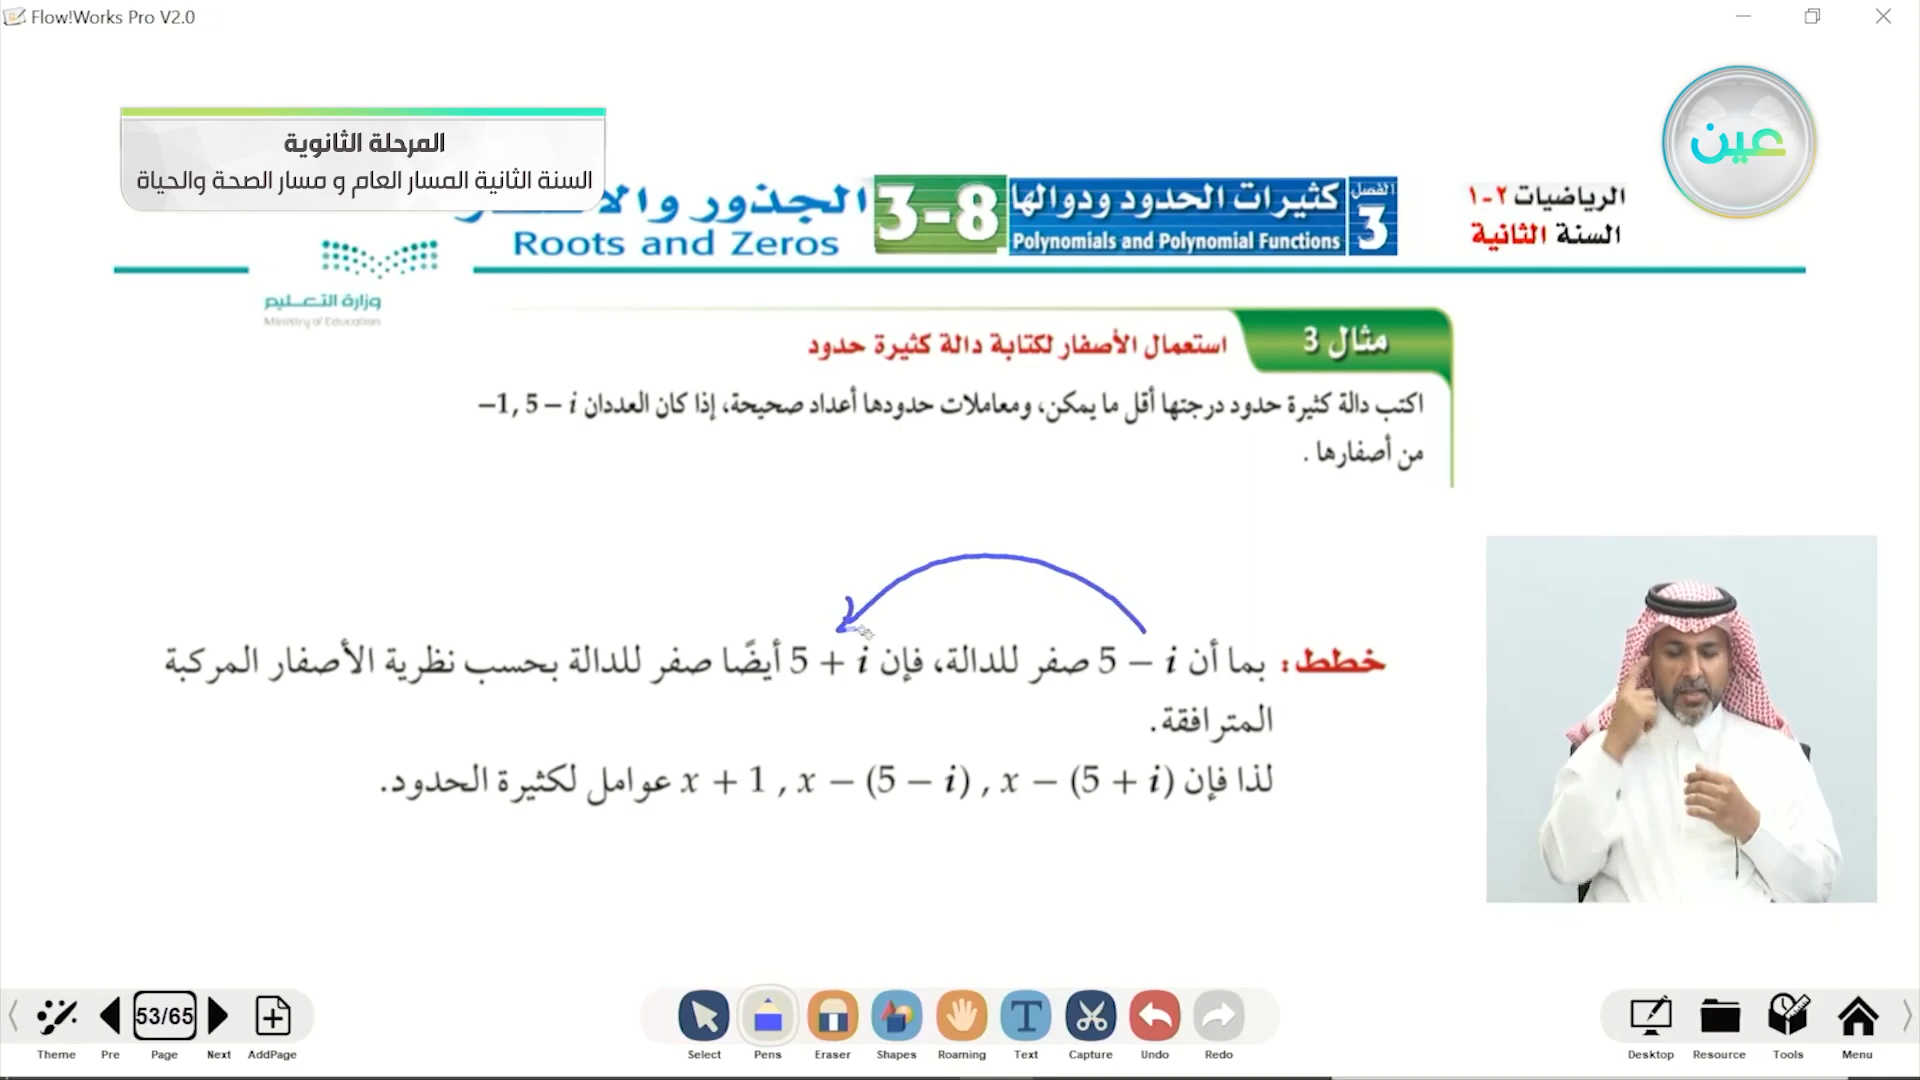 Flow!Works Pro V2.0
المرحلة الثانوية
السنة الثانية المسار العام و مسار الصحة والحياة
عين
الرياضيات ٢-١
السنة الثانية
الفصل 3
كثيرات الحدود ودوالها
Polynomials and Polynomial Functions
3-8
الجذور
Roots and Zeros
وزارة التعليم
Ministry of Education
مثال 3
استعمال الأصفار لكتابة دالة كثيرة حدود
اكتب دالة كثيرة حدود درجتها أقل ما يمكن، ومعاملات حدودها أعداد صحيحة، إذا كان العددان −1, 5 − i
من أصفارها .
خطط: بما أن 5 − i صفر للدالة، فإن 5 + i أيضًا صفر للدالة بحسب نظرية الأصفار المركبة
المترافقة.
لذا فإن x + 1 , x − (5 − i) , x − (5 + i) عوامل لكثيرة الحدود.
53/65
Theme Pre Page Next AddPage
Select Pens Eraser Shapes Roaming Text Capture Undo Redo
Desktop Resource Tools Menu